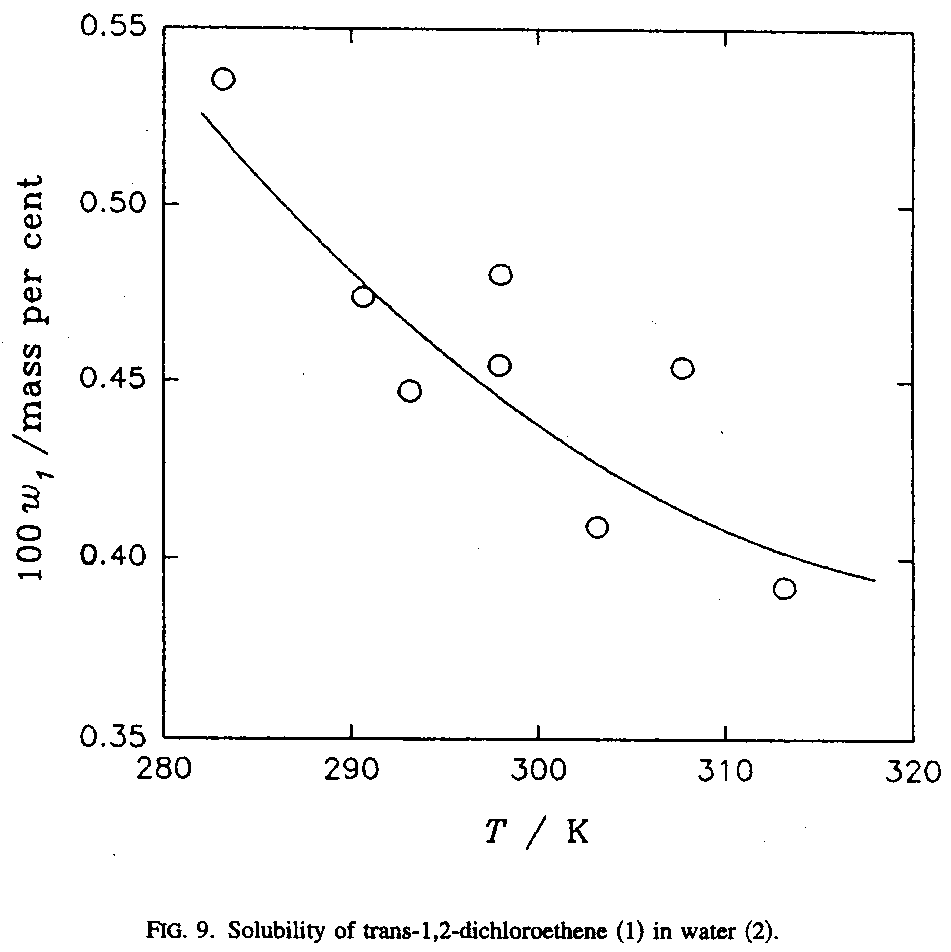 0.55
0.50
0.45
0.40
0.35
100 w1 /mass per cent
280 290 300 310 320
T / K
FIG. 9. Solubility of trans-1,2-dichloroethene (1) in water (2).